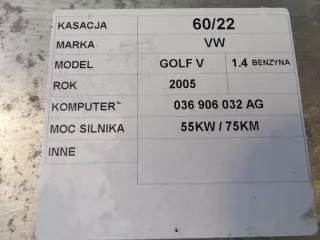 KASACJA 60/22
MARKA VW
MODEL GOLF V 1.4 BENZYNA
ROK 2005
KOMPUTER 036 906 032 AG
MOC SILNIKA 55KW / 75KM
INNE